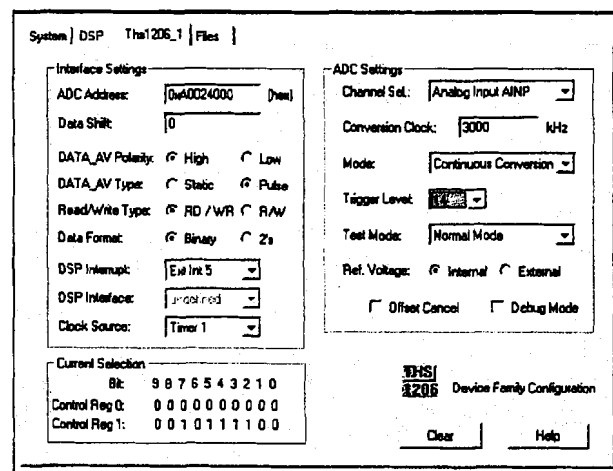 System DSP Ths1206_1 Files
Interface Settings
ADC Address: 0xA0024000 (hex)
Data Shift: 0
DATA_AV Polarity: High Low
DATA_AV Type: Static Pulse
Read/Write Type: RD / WR R/W
Data Format: Binary 2's
DSP Interrupt: Ext Int 5
DSP Interface: undefined
Clock Source: Timer 1
Current Selection
Bit: 9 8 7 6 5 4 3 2 1 0
Control Reg 0: 0 0 0 0 0 0 0 0 0 0
Control Reg 1: 0 0 1 0 1 1 1 1 0 0
ADC Settings
Channel Sel.: Analog Input AINP
Conversion Clock: 3000 kHz
Mode: Continuous Conversion
Trigger Level: 14
Test Mode: Normal Mode
Ref. Voltage: Internal External
Offset Cancel Debug Mode
THS
1206 Device Family Configuration
Clear Help